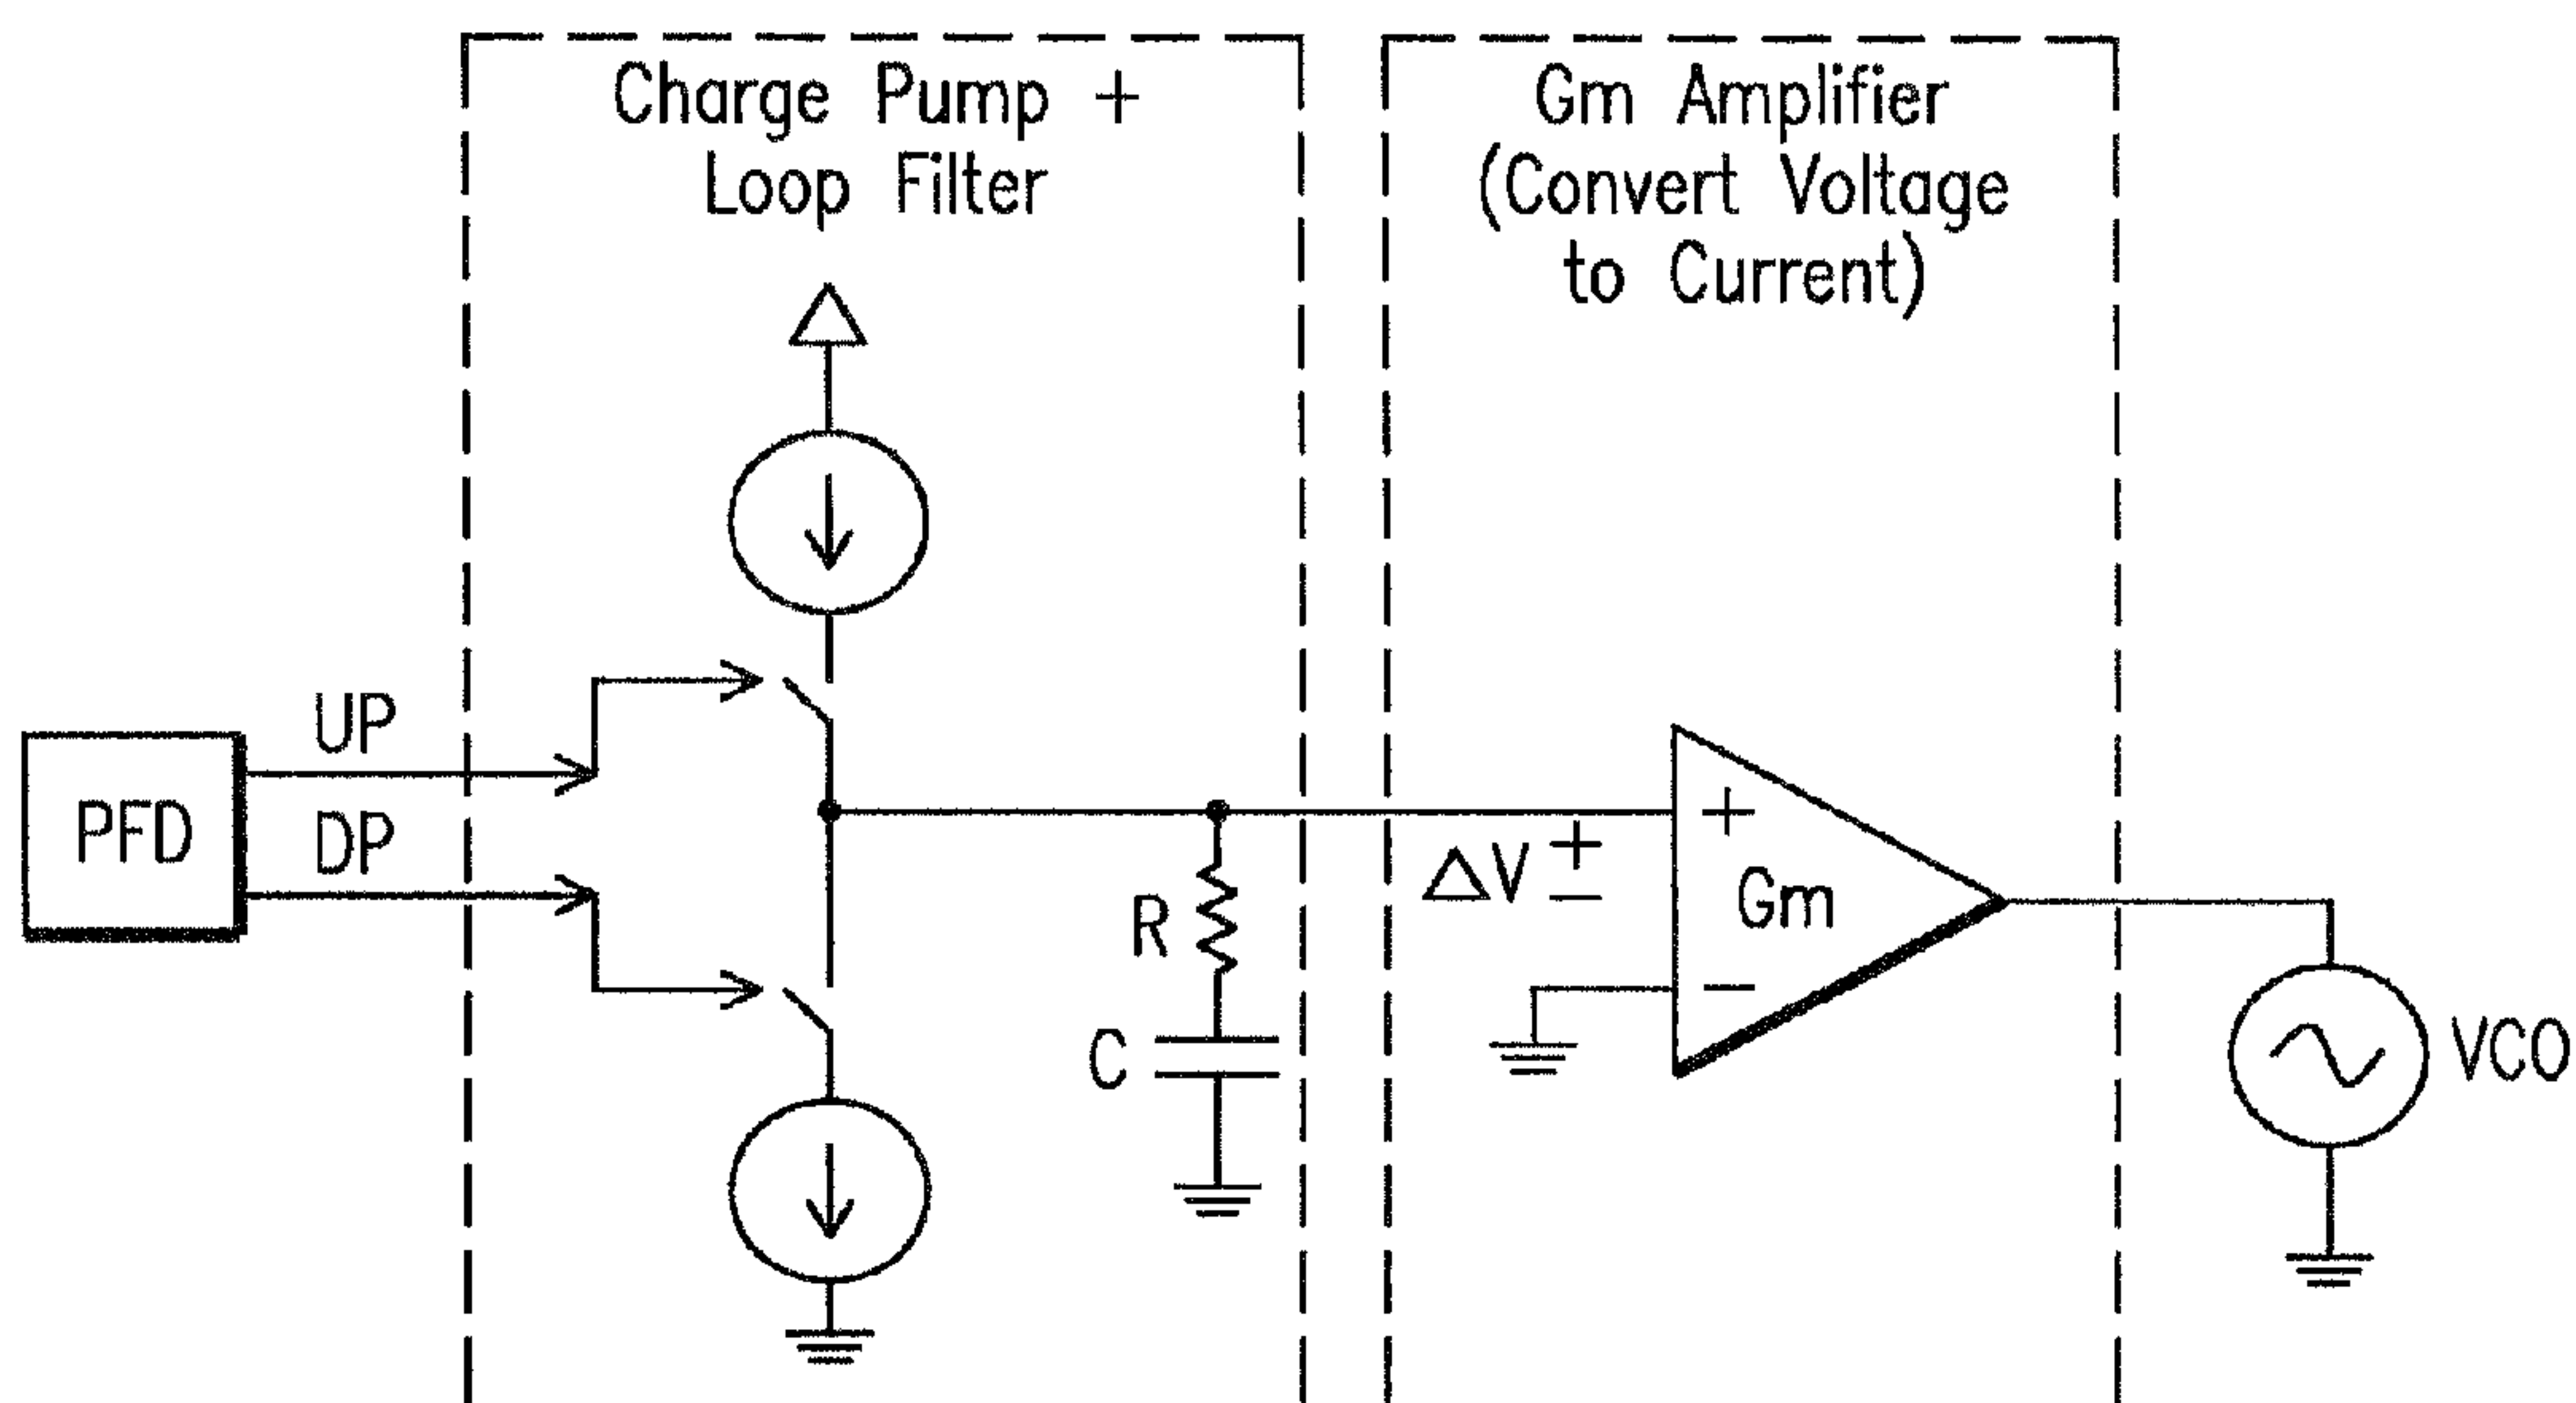 Charge Pump +
Loop Filter
Gm Amplifier
(Convert Voltage
to Current)
UP
PFD
DP
R
C
ΔV +
−
+
Gm
−
VCO